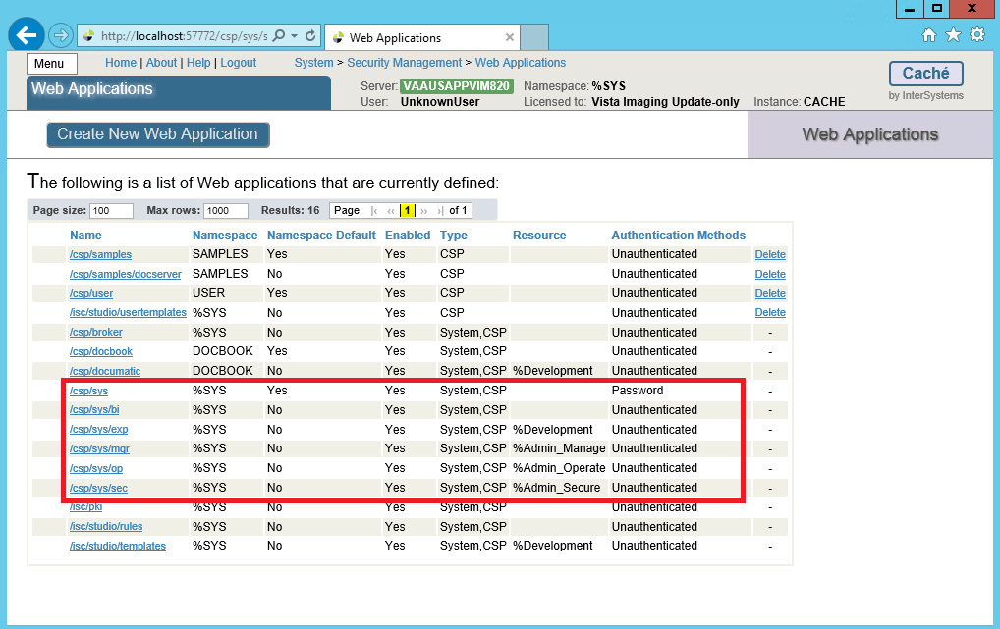 http://localhost:57772/csp/sys/s
Web Applications
Menu
Home | About | Help | Logout
System > Security Management > Web Applications
Web Applications
Server: VAAUSAPPVIM820 Namespace: %SYS
User: UnknownUser Licensed to: Vista Imaging Update-only Instance: CACHE
Caché
by InterSystems
Create New Web Application
Web Applications
The following is a list of Web applications that are currently defined:
Page size: 100 Max rows: 1000 Results: 16 Page: |‹ ‹‹ 1 ›› ›| of 1
Name Namespace Namespace Default Enabled Type Resource Authentication Methods
/csp/samples SAMPLES Yes Yes CSP Unauthenticated Delete
/csp/samples/docserver SAMPLES No Yes CSP Unauthenticated Delete
/csp/user USER Yes Yes CSP Unauthenticated Delete
/isc/studio/usertemplates %SYS No Yes CSP Unauthenticated Delete
/csp/broker %SYS No Yes System,CSP Unauthenticated -
/csp/docbook DOCBOOK Yes Yes System,CSP Unauthenticated -
/csp/documatic DOCBOOK No Yes System,CSP %Development Unauthenticated -
/csp/sys %SYS Yes Yes System,CSP Password -
/csp/sys/bi %SYS No Yes System,CSP Unauthenticated -
/csp/sys/exp %SYS No Yes System,CSP %Development Unauthenticated -
/csp/sys/mgr %SYS No Yes System,CSP %Admin_Manage Unauthenticated -
/csp/sys/op %SYS No Yes System,CSP %Admin_Operate Unauthenticated -
/csp/sys/sec %SYS No Yes System,CSP %Admin_Secure Unauthenticated -
/isc/pki %SYS No Yes System,CSP Unauthenticated -
/isc/studio/rules %SYS No Yes System,CSP Unauthenticated -
/isc/studio/templates %SYS No Yes System,CSP %Development Unauthenticated -